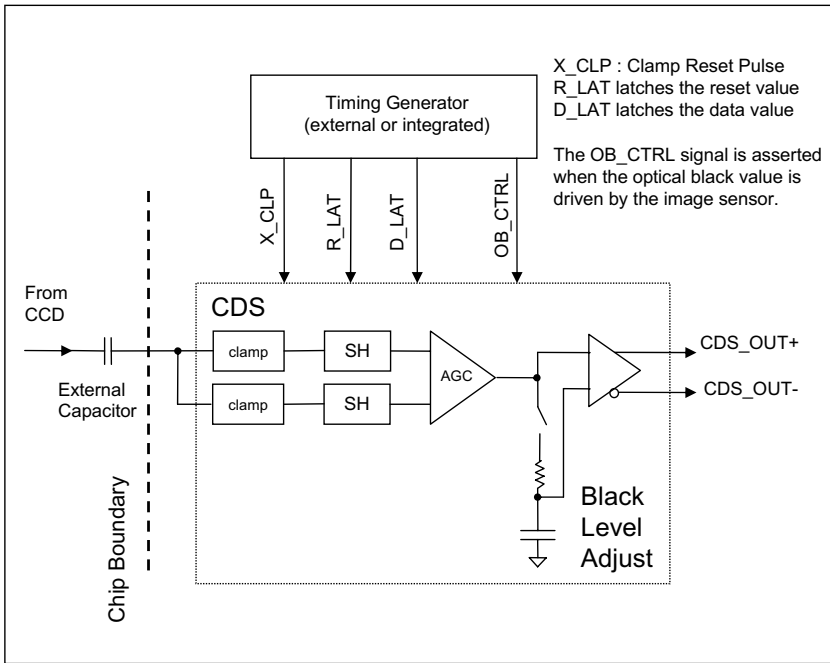 Timing Generator
(external or integrated)
X_CLP : Clamp Reset Pulse
R_LAT latches the reset value
D_LAT latches the data value
The OB_CTRL signal is asserted
when the optical black value is
driven by the image sensor.
X_CLP
R_LAT
D_LAT
OB_CTRL
From
CCD
External
Capacitor
Chip Boundary
CDS
clamp
SH
clamp
SH
AGC
CDS_OUT+
CDS_OUT-
Black
Level
Adjust